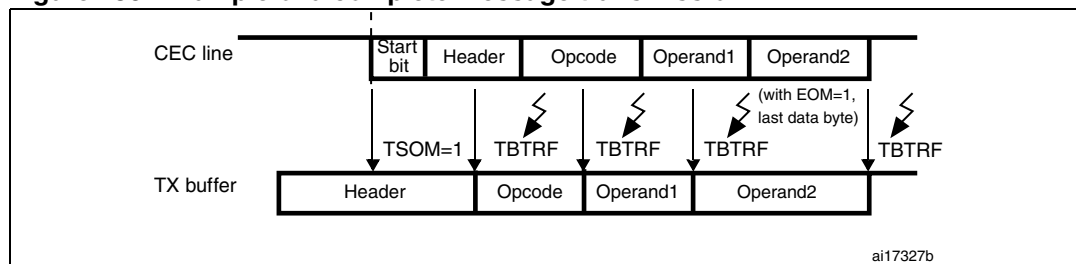 CEC line
Start
bit
Header
Opcode
Operand1
Operand2
(with EOM=1,
last data byte)
TSOM=1
TBTRF
TBTRF
TBTRF
TBTRF
TX buffer
Header
Opcode
Operand1
Operand2
ai17327b